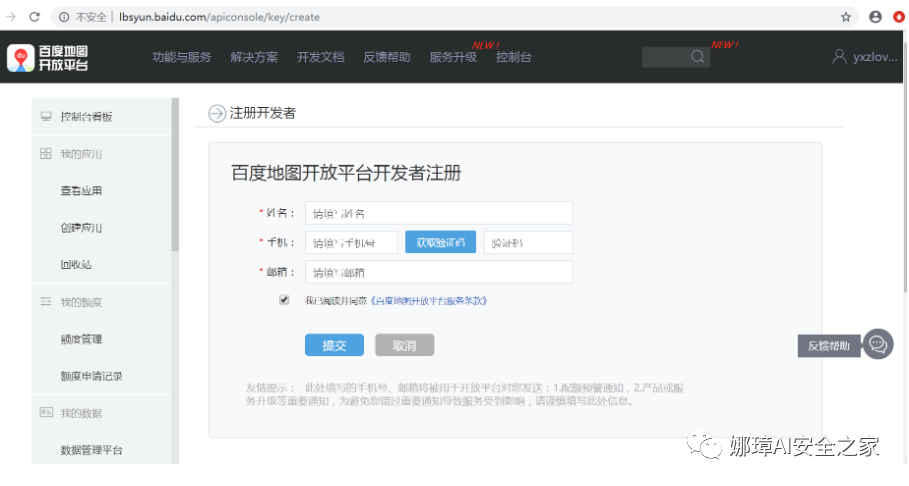 不安全 | lbsyun.baidu.com/apiconsole/key/create
du
百度地图
开放平台
功能与服务 解决方案 开发文档 反馈帮助 服务升级 NEW! 控制台
NEW!
yxzlov...
控制台看板
我的应用
查看应用
创建应用
回收站
我的额度
额度管理
额度申请记录
我的数据
数据管理平台
注册开发者
百度地图开放平台开发者注册
* 姓名： 请填写姓名
* 手机： 请填写手机号 获取验证码 验证码
* 邮箱： 请填写邮箱
我已阅读并同意《百度地图开放平台服务条款》
提交 取消
友情提示： 此处填写的手机号、邮箱将被用于开放平台对您发送：1.配额预警通知，2.产品或服
务升级等重要通知，为避免您错过重要通知导致服务受到影响，请谨慎填写此处信息。
反馈帮助
娜璋AI安全之家